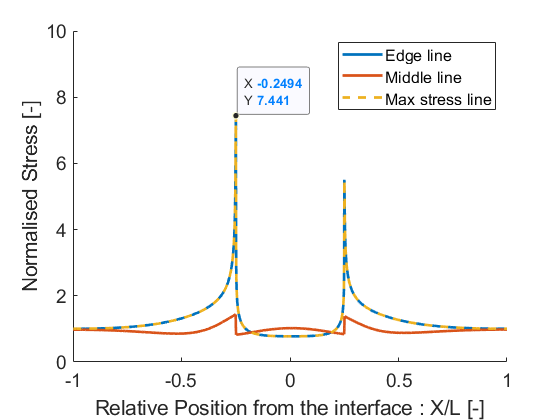 10
8
6
4
2
0
-1
-0.5
0
0.5
1
Normalised Stress [-]
Relative Position from the interface : X/L [-]
X -0.2494
Y 7.441
Edge line
Middle line
Max stress line